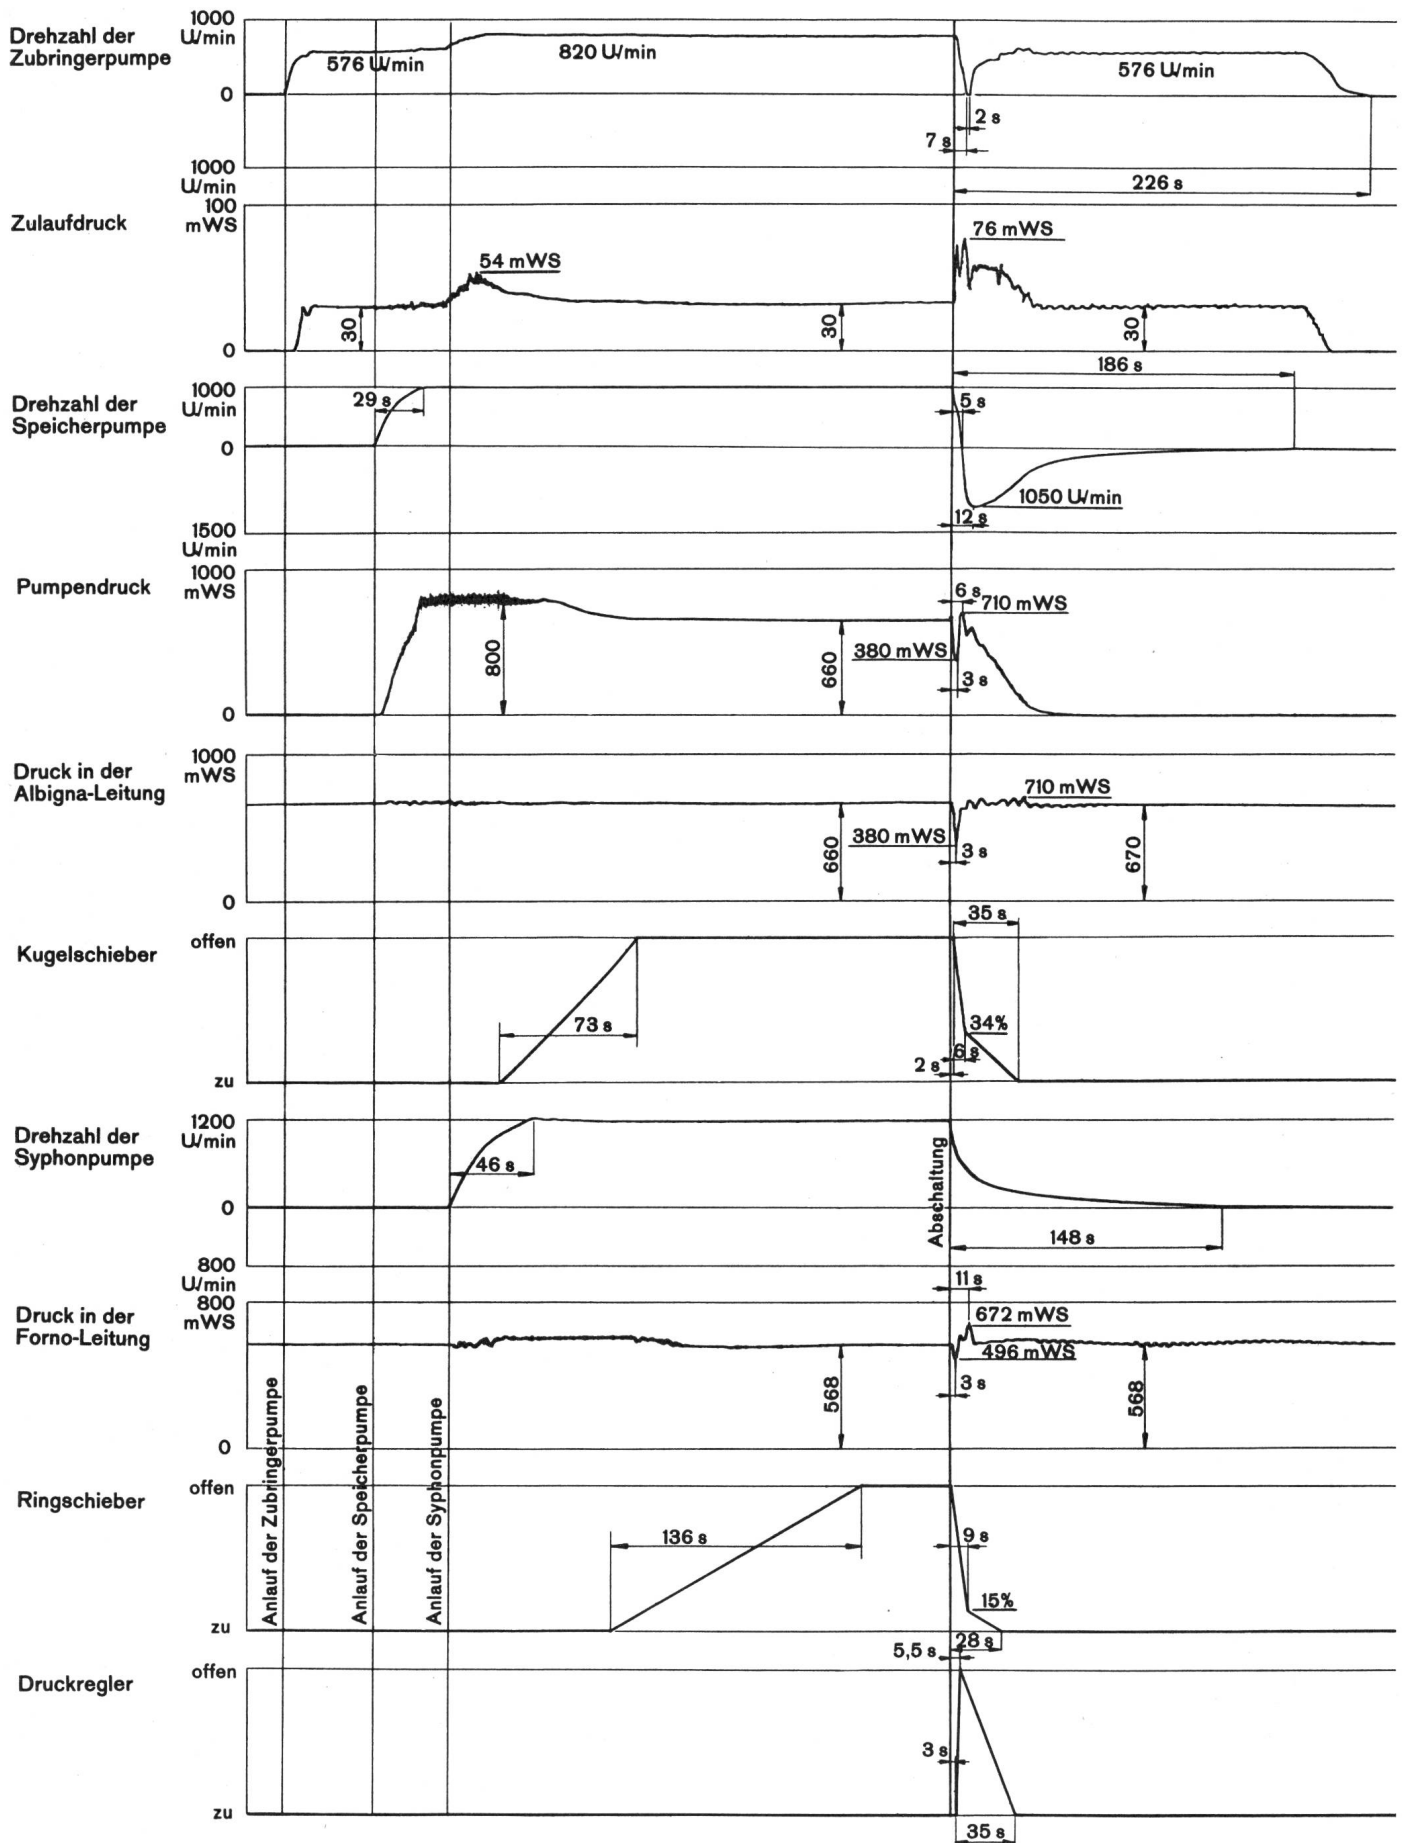 1000
Drehzahl der
U/min
Zubringerpumpe
576 U/min
820 U/min
576 U/min
0
2 s
7 s
1000
U/min
226 s
100
Zulaufdruck
mWS
76 mWS
54 mWS
30
30
30
0
186 s
1000
Drehzahl der
U/min
Speicherpumpe
29 s
5 s
0
1050 U/min
12 s
1500
U/min
1000
Pumpendruck
mWS
6 s
710 mWS
800
660
380 mWS
3 s
0
1000
Druck in der
mWS
Albigna-Leitung
710 mWS
660
380 mWS
3 s
670
0
35 s
Kugelschieber
offen
73 s
34%
6 s
2 s
zu
1200
Drehzahl der
U/min
Syphonpumpe
46 s
Abschaltung
0
148 s
800
U/min
11 s
800
Druck in der
mWS
Forno-Leitung
672 mWS
496 mWS
568
3 s
568
0
Anlauf der Zubringerpumpe
Anlauf der Speicherpumpe
Anlauf der Syphonpumpe
Ringschieber
offen
136 s
9 s
15%
zu
28 s
5,5 s
offen
Druckregler
3 s
zu
35 s